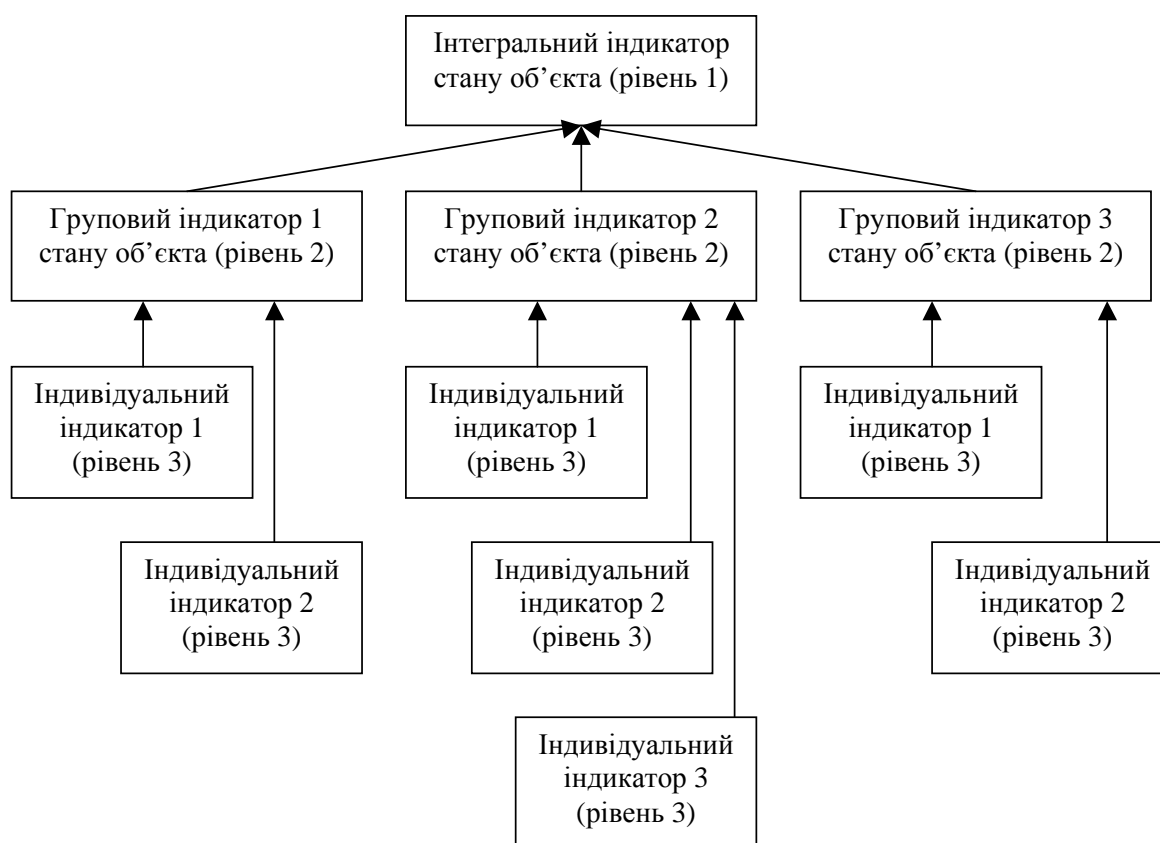 Інтегральний індикатор
стану об’єкта (рівень 1)
Груповий індикатор 1
стану об’єкта (рівень 2)
Груповий індикатор 2
стану об’єкта (рівень 2)
Груповий індикатор 3
стану об’єкта (рівень 2)
Індивідуальний
індикатор 1
(рівень 3)
Індивідуальний
індикатор 1
(рівень 3)
Індивідуальний
індикатор 1
(рівень 3)
Індивідуальний
індикатор 2
(рівень 3)
Індивідуальний
індикатор 2
(рівень 3)
Індивідуальний
індикатор 2
(рівень 3)
Індивідуальний
індикатор 3
(рівень 3)